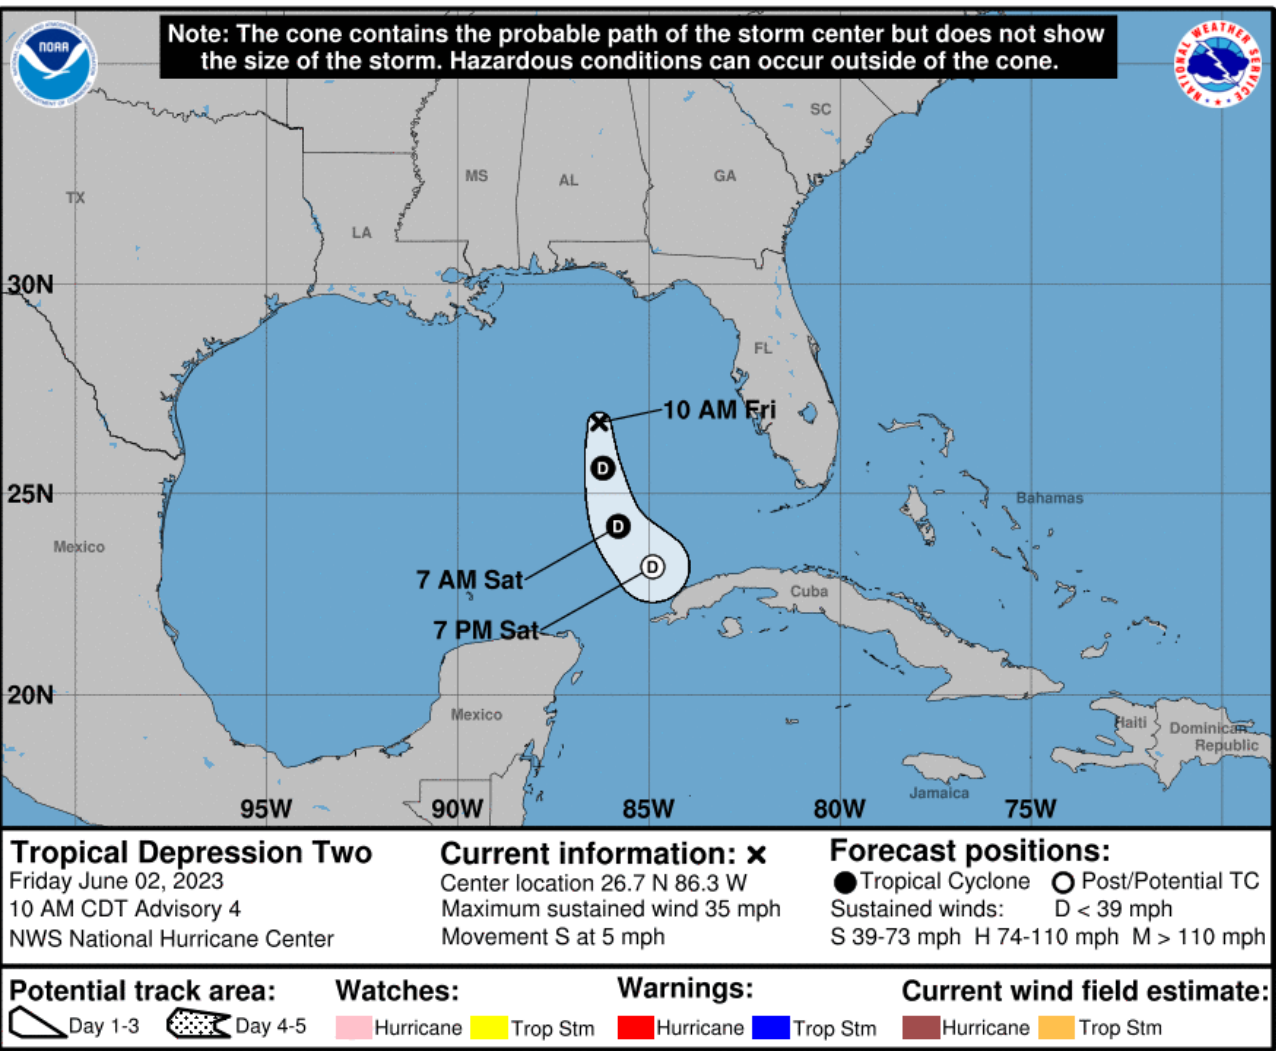 Note: The cone contains the probable path of the storm center but does not show
the size of the storm. Hazardous conditions can occur outside of the cone.
NOAA
NATIONAL WEATHER SERVICE
SC
MS
AL
GA
TX
LA
30N
FL
10 AM Fri
D
25N
Bahamas
D
Mexico
D
7 AM Sat
Cuba
7 PM Sat
20N
Mexico
Haiti
Dominican
Republic
Jamaica
95W
90W
85W
80W
75W
Tropical Depression Two
Friday June 02, 2023
10 AM CDT Advisory 4
NWS National Hurricane Center
Current information: x
Center location 26.7 N 86.3 W
Maximum sustained wind 35 mph
Movement S at 5 mph
Forecast positions:
Tropical Cyclone Post/Potential TC
Sustained winds: D < 39 mph
S 39-73 mph H 74-110 mph M > 110 mph
Potential track area:
Day 1-3 Day 4-5
Watches:
Hurricane Trop Stm
Warnings:
Hurricane Trop Stm
Current wind field estimate:
Hurricane Trop Stm